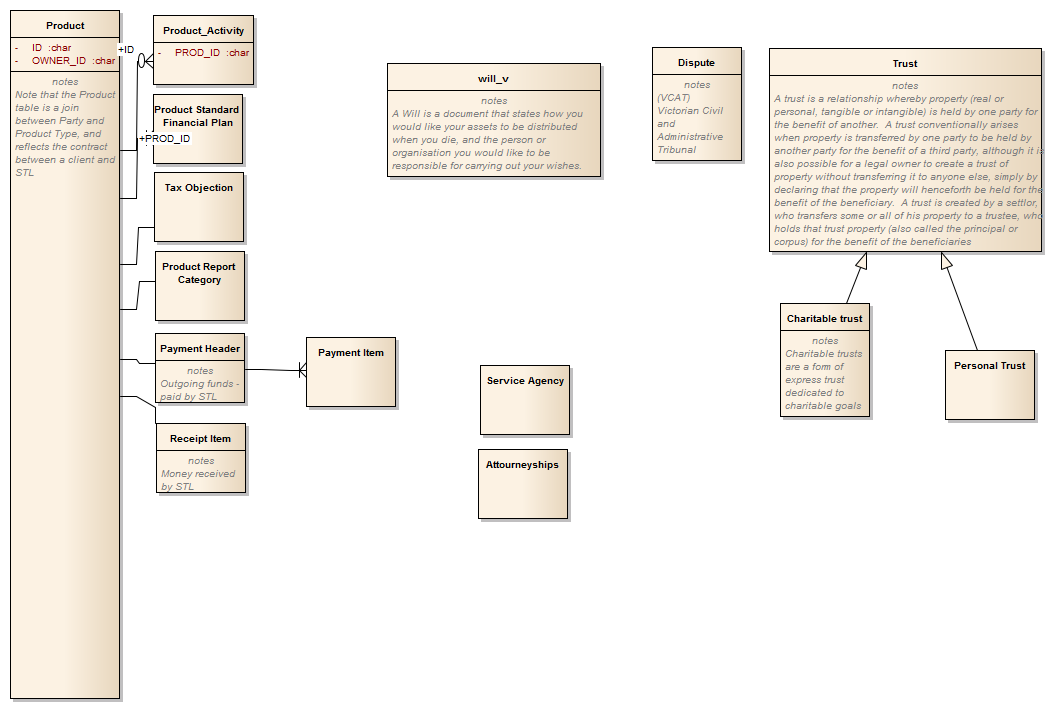 Product
- ID :char
- OWNER_ID :char
notes
Note that the Product
table is a join
between Party and
Product Type, and
reflects the contract
between a client and
STL
+ID
Product_Activity
- PROD_ID :char
Product Standard
Financial Plan
+PROD_ID
Tax Objection
Product Report
Category
Payment Header
notes
Outgoing funds -
paid by STL
Receipt Item
notes
Money received
by STL
Payment Item
will_v
notes
A Will is a document that states how you
would like your assets to be distributed
when you die, and the person or
organisation you would like to be
responsible for carrying out your wishes.
Service Agency
Attourneyships
Dispute
notes
(VCAT)
Victorian Civil
and
Administrative
Tribunal
Trust
notes
A trust is a relationship whereby property (real or
personal, tangible or intangible) is held by one party for
the benefit of another.  A trust conventionally arises
when property is transferred by one party to be held by
another party for the benefit of a third party, although it is
also possible for a legal owner to create a trust of
property without transferring it to anyone else, simply by
declaring that the property will henceforth be held for the
benefit of the beneficiary.  A trust is created by a settlor,
who transfers some or all of his property to a trustee, who
holds that trust property (also called the principal or
corpus) for the benefit of the beneficiaries
Charitable trust
notes
Charitable trusts
are a form of
express trust
dedicated to
charitable goals
Personal Trust